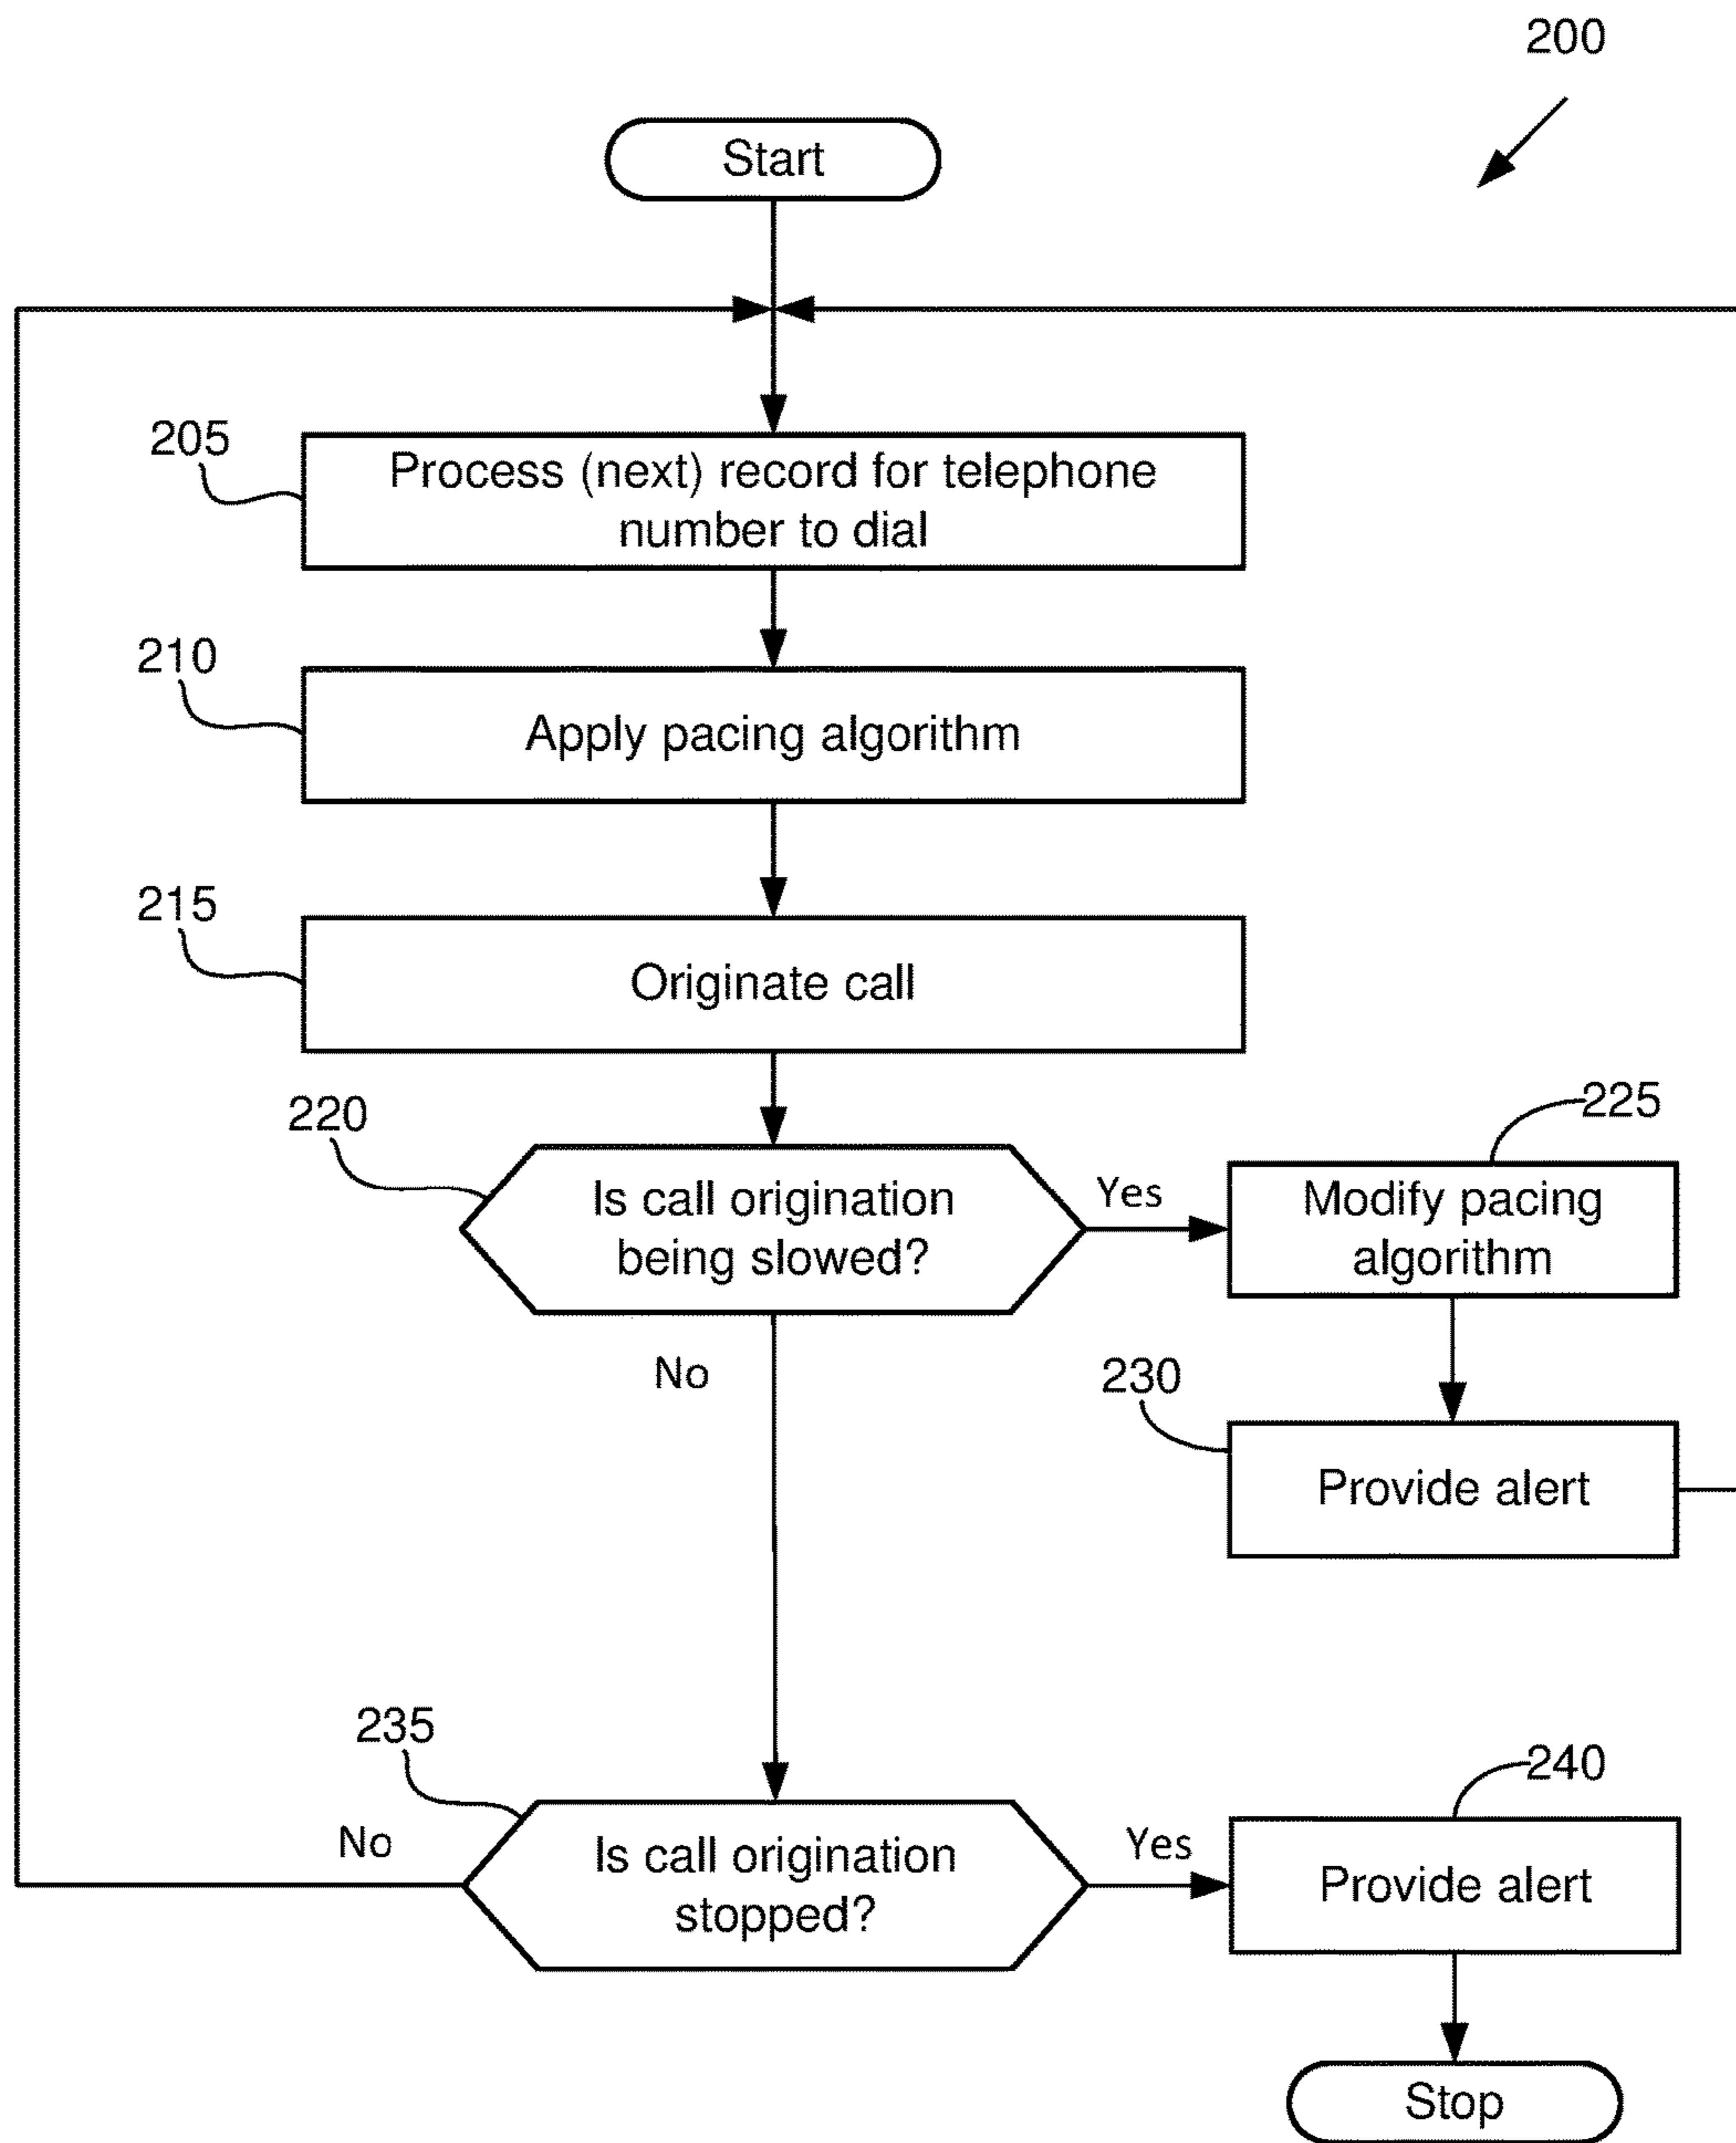 200
Start
205
Process (next) record for telephone
number to dial
210
Apply pacing algorithm
215
Originate call
220
Is call origination
being slowed?
Yes
225
Modify pacing
algorithm
No
230
Provide alert
235
No
Is call origination
stopped?
Yes
240
Provide alert
Stop